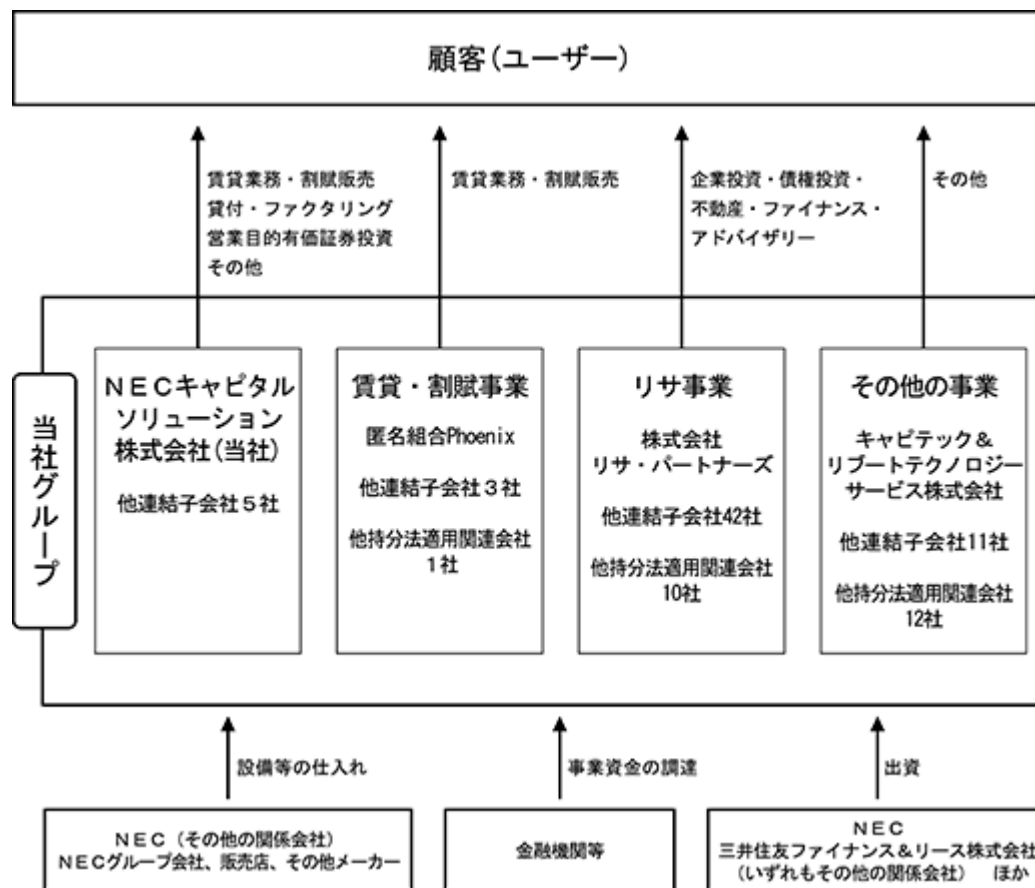 顧客(ユーザー)
賃貸業務・割賦販売
貸付・ファクタリング
営業目的有価証券投資
その他
賃貸業務・割賦販売
企業投資・債権投資・
不動産・ファイナンス・
アドバイザリー
その他
当社グループ
NECキャピタル
ソリューション
株式会社(当社)
他連結子会社5社
賃貸・割賦事業
匿名組合Phoenix
他連結子会社3社
他持分法適用関連会社
1社
リサ事業
株式会社
リサ・パートナーズ
他連結子会社42社
他持分法適用関連会社
10社
その他の事業
キャピテック&
リブートテクノロジー
サービス株式会社
他連結子会社11社
他持分法適用関連会社
12社
設備等の仕入れ
事業資金の調達
出資
NEC(その他の関係会社)
NECグループ会社、販売店、その他メーカー
金融機関等
NEC
三井住友ファイナンス&リース株式会社
(いずれもその他の関係会社) ほか